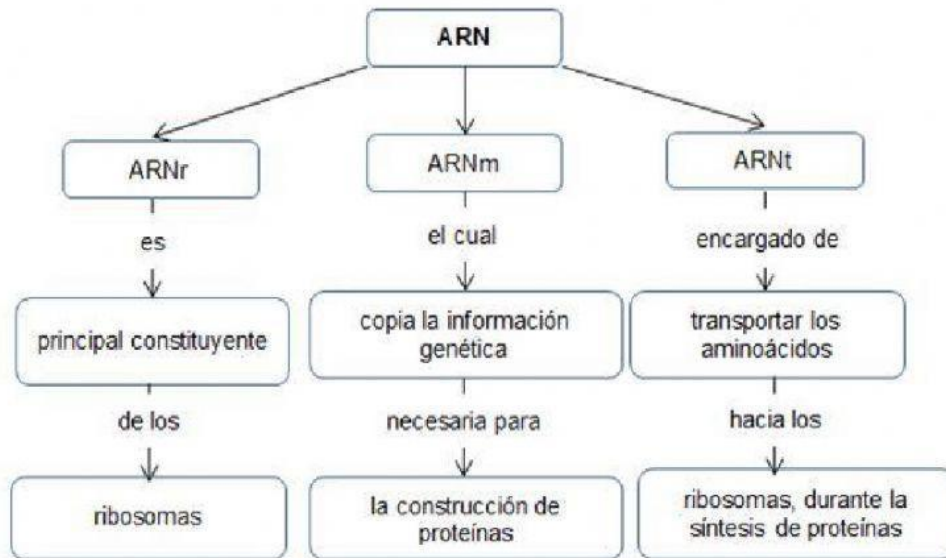 ARN
ARNr
ARNm
ARNt
es
el cual
encargado de
principal constituyente
copia la información
genética
transportar los
aminoácidos
de los
necesaria para
hacia los
ribosomas
la construcción de
proteínas
ribosomas, durante la
síntesis de proteínas